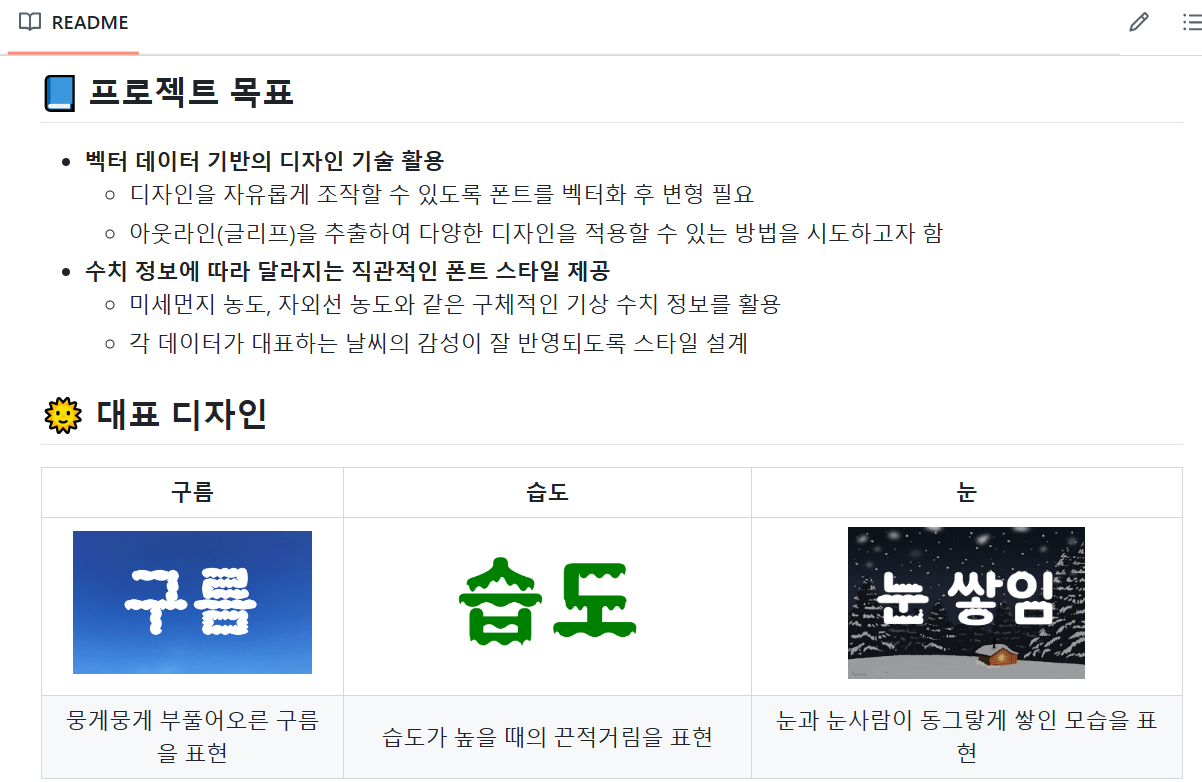 README
프로젝트 목표
벡터 데이터 기반의 디자인 기술 활용
디자인을 자유롭게 조작할 수 있도록 폰트를 벡터화 후 변형 필요
아웃라인(글리프)을 추출하여 다양한 디자인을 적용할 수 있는 방법을 시도하고자 함
수치 정보에 따라 달라지는 직관적인 폰트 스타일 제공
미세먼지 농도, 자외선 농도와 같은 구체적인 기상 수치 정보를 활용
각 데이터가 대표하는 날씨의 감성이 잘 반영되도록 스타일 설계
대표 디자인
구름 습도 눈
구름 습도 눈 쌓임
뭉게뭉게 부풀어오른 구름
을 표현
습도가 높을 때의 끈적거림을 표현
눈과 눈사람이 동그랗게 쌓인 모습을 표
현